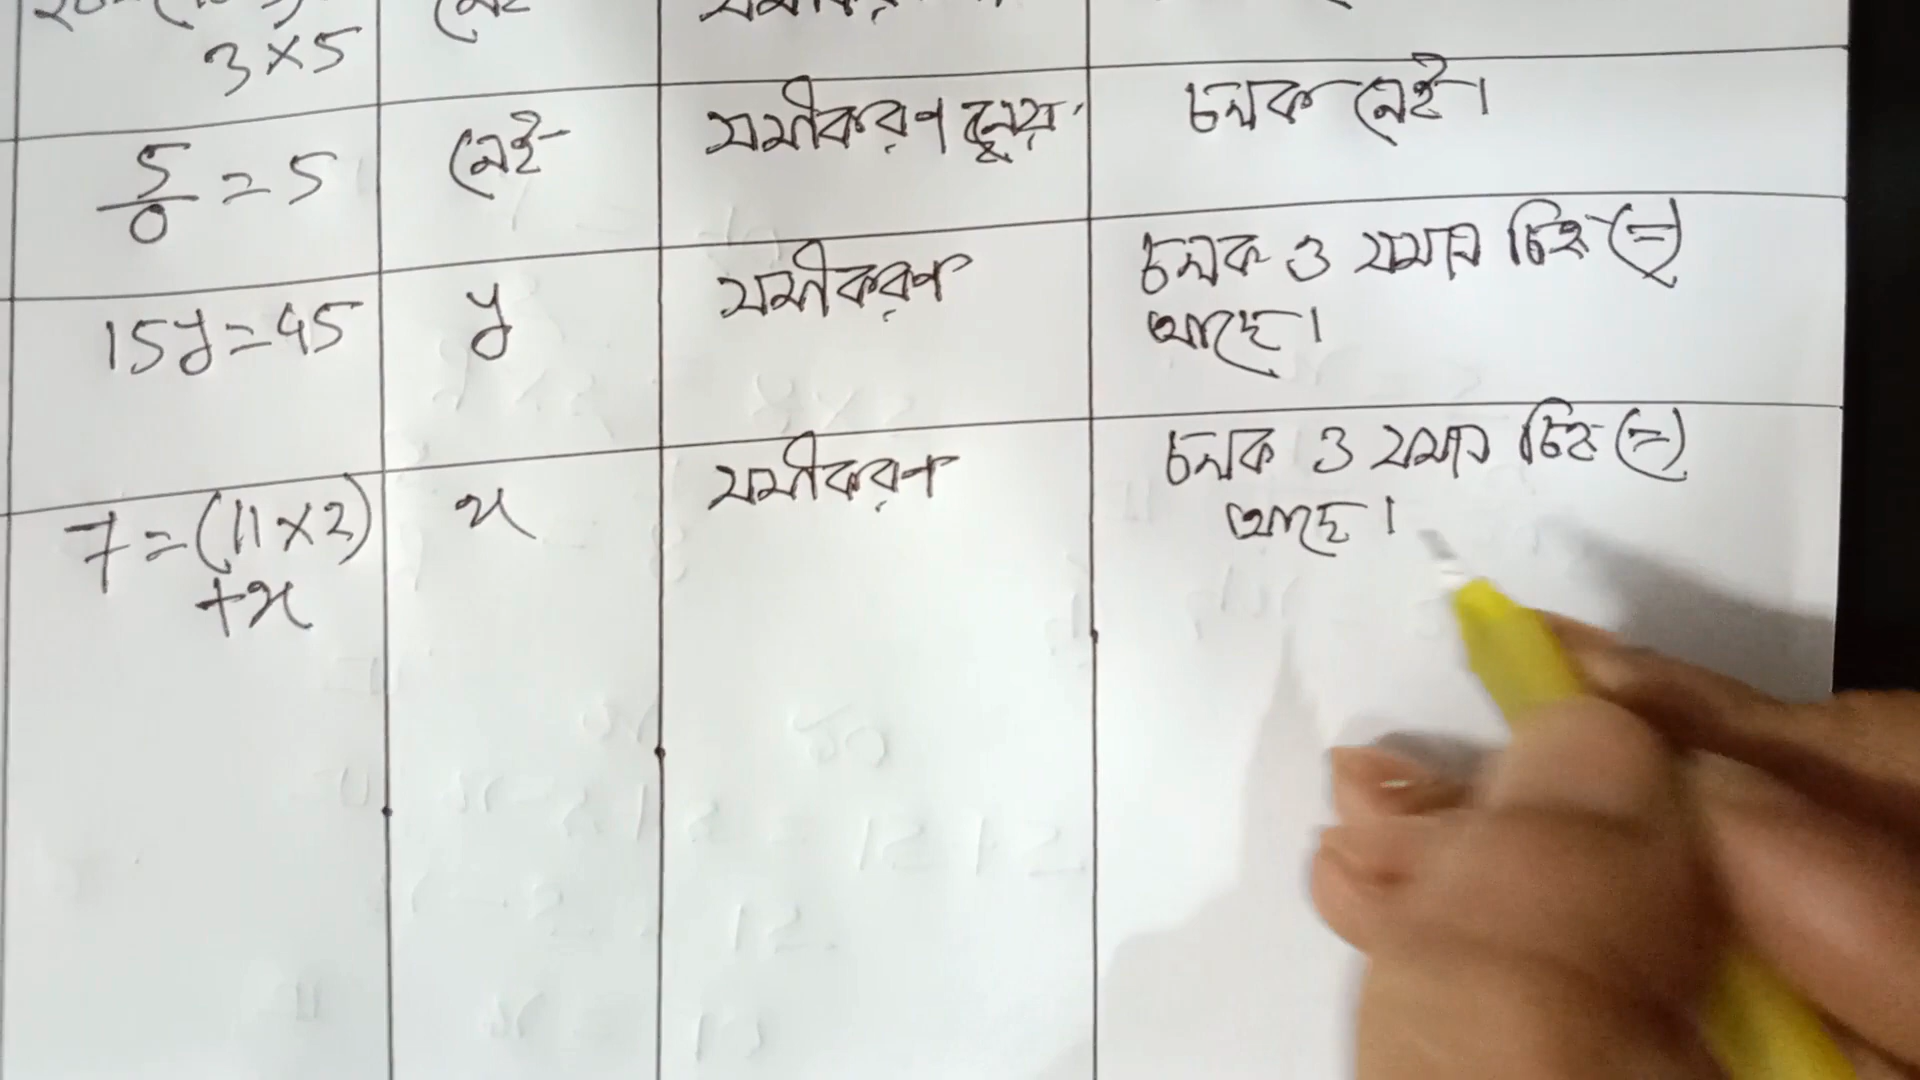 3×5
5/0 = 5 নেই সমীকরণ নয় চলক নেই।
15y = 45 y সমীকরণ চলক ও সমান চিহ্ন (=)
আছে।
7 = (11×2) x সমীকরণ চলক ও সমান চিহ্ন (=)
+x আছে।